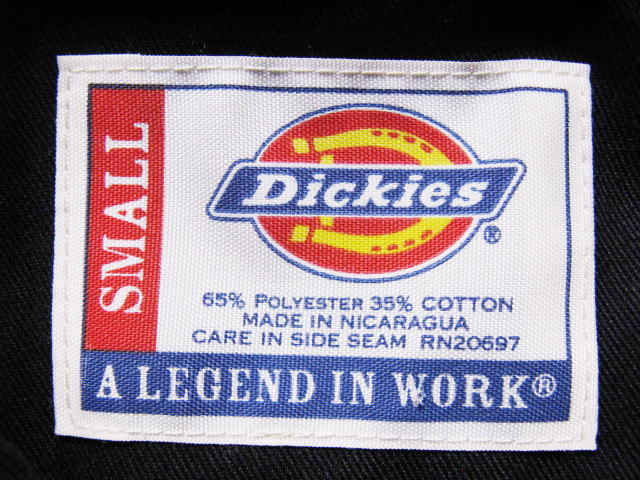 SMALL
Dickies®
65% POLYESTER 35% COTTON
MADE IN NICARAGUA
CARE IN SIDE SEAM RN20697
A LEGEND IN WORK®